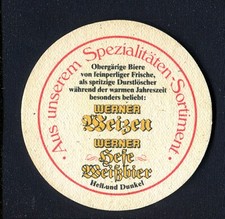 Aus unserem Spezialitäten-Sortiment
Obergärige Biere
von feinperliger Frische,
als spritzige Durstlöscher
während der warmen Jahreszeit
besonders beliebt:
WERNER
Weizen
WERNER
Hefe
Weißbier
Hell und Dunkel